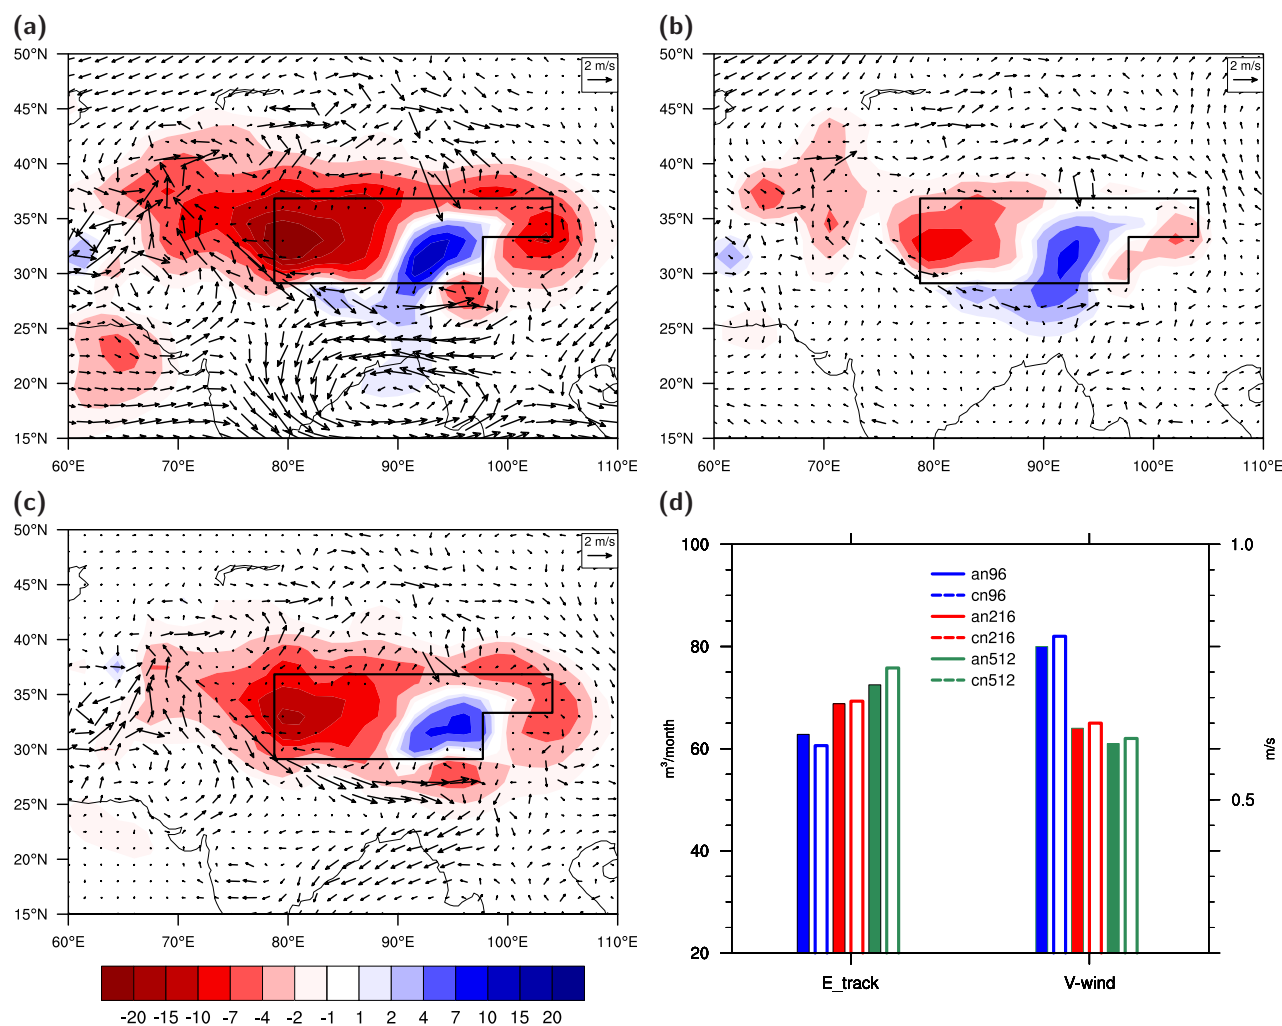 (a)
2 m/s
50°N
45°N
40°N
35°N
30°N
25°N
20°N
15°N
60°E 70°E 80°E 90°E 100°E 110°E
(b)
2 m/s
50°N
45°N
40°N
35°N
30°N
25°N
20°N
15°N
60°E 70°E 80°E 90°E 100°E 110°E
(c)
2 m/s
50°N
45°N
40°N
35°N
30°N
25°N
20°N
15°N
60°E 70°E 80°E 90°E 100°E 110°E
-20 -15 -10 -7 -4 -2 -1 1 2 4 7 10 15 20
(d)
100
80
60
40
20
m³/month
an96
cn96
an216
cn216
an512
cn512
1.0
0.5
m/s
E_track V-wind